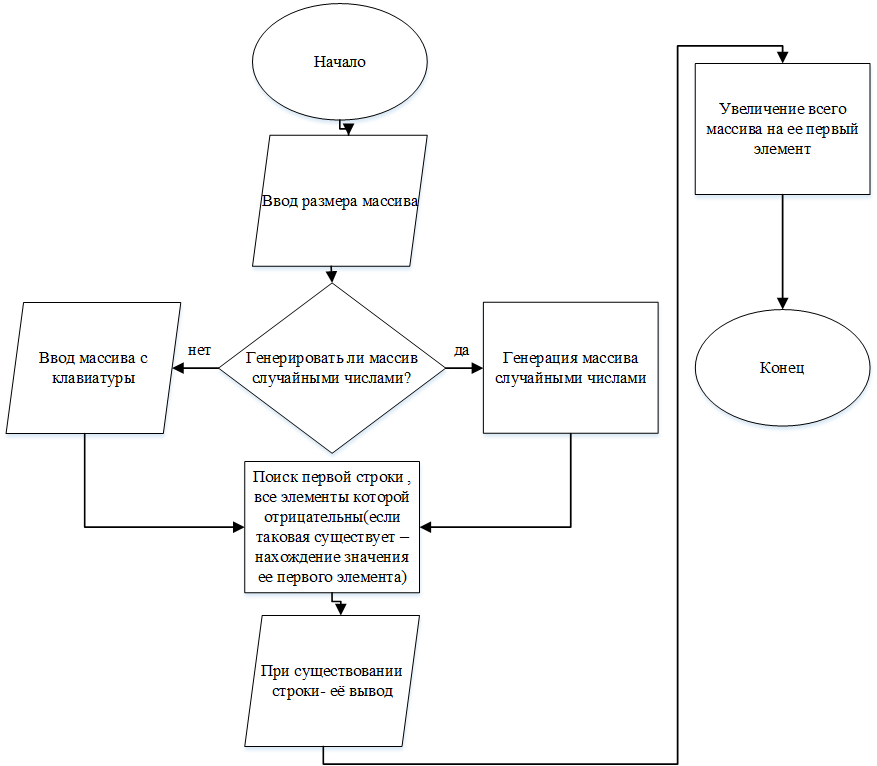 Начало
Ввод размера массива
Генерировать ли массив
случайными числами?
нет
да
Ввод массива с
клавиатуры
Генерация массива
случайными числами
Поиск первой строки ,
все элементы которой
отрицательны(если
таковая существует –
нахождение значения
ее первого элемента)
При существовании
строки- её вывод
Увеличение всего
массива на ее первый
элемент
Конец